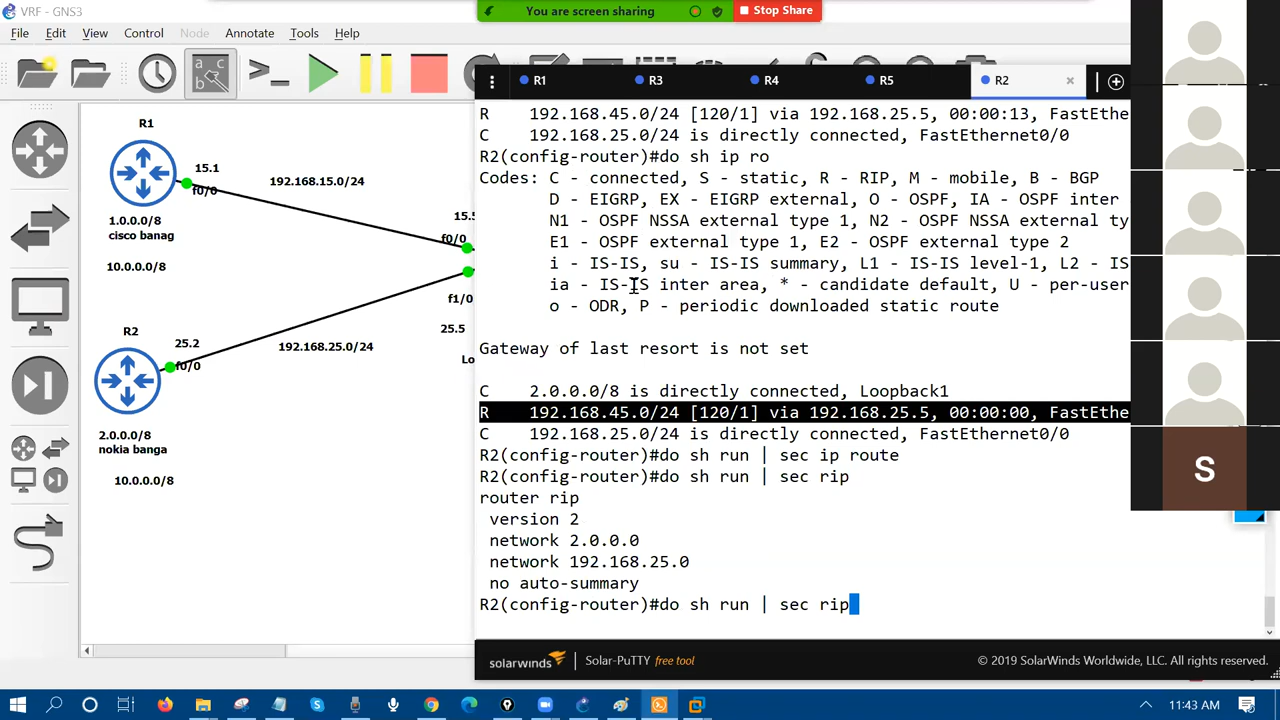 VRF - GNS3
You are screen sharing
Stop Share
File Edit View Control Node Annotate Tools Help
a c
b
R1 R3 R4 R5 R2
R 192.168.45.0/24 [120/1] via 192.168.25.5, 00:00:13, FastEthe
C 192.168.25.0/24 is directly connected, FastEthernet0/0
R2(config-router)#do sh ip ro
Codes: C - connected, S - static, R - RIP, M - mobile, B - BGP
D - EIGRP, EX - EIGRP external, O - OSPF, IA - OSPF inter
N1 - OSPF NSSA external type 1, N2 - OSPF NSSA external ty
E1 - OSPF external type 1, E2 - OSPF external type 2
i - IS-IS, su - IS-IS summary, L1 - IS-IS level-1, L2 - IS
ia - IS-IS inter area, * - candidate default, U - per-user
o - ODR, P - periodic downloaded static route
Gateway of last resort is not set
C 2.0.0.0/8 is directly connected, Loopback1
R 192.168.45.0/24 [120/1] via 192.168.25.5, 00:00:00, FastEthe
C 192.168.25.0/24 is directly connected, FastEthernet0/0
R2(config-router)#do sh run | sec ip route
R2(config-router)#do sh run | sec rip
router rip
version 2
network 2.0.0.0
network 192.168.25.0
no auto-summary
R2(config-router)#do sh run | sec rip
R1
15.1
f0/0
192.168.15.0/24
1.0.0.0/8
cisco banag
10.0.0.0/8
15.5
f0/0
f1/0
25.5
Lo
R2
25.2
f0/0
192.168.25.0/24
2.0.0.0/8
nokia banga
10.0.0.0/8
S
solarwinds
Solar-PuTTY free tool
© 2019 SolarWinds Worldwide, LLC. All rights reserved.
11:43 AM